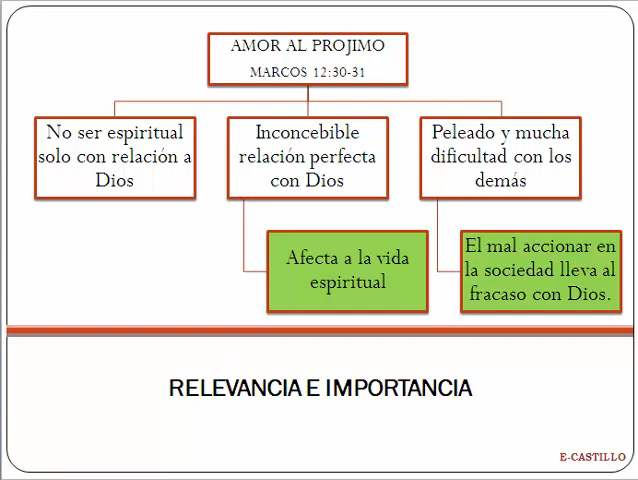 AMOR AL PROJIMO
MARCOS 12:30-31
No ser espiritual
solo con relación a
Dios
Inconcebible
relación perfecta
con Dios
Peleado y mucha
dificultad con los
demás
Afecta a la vida
espiritual
El mal accionar en
la sociedad lleva al
fracaso con Dios.
RELEVANCIA E IMPORTANCIA
E-CASTILLO